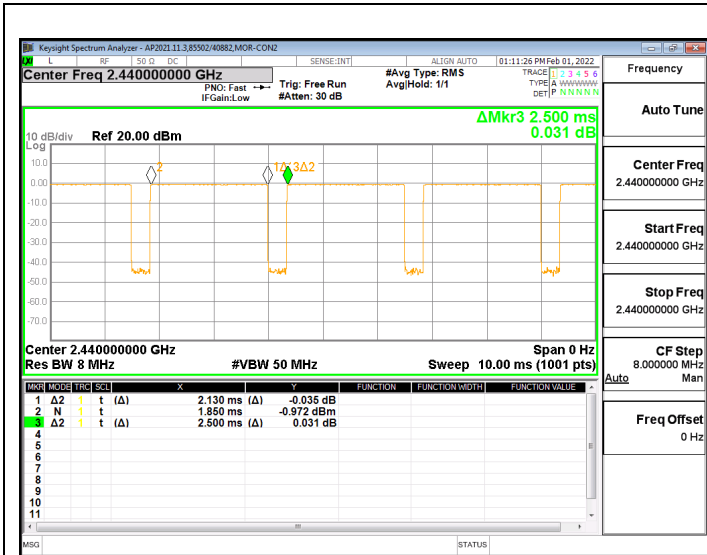 Keysight Spectrum Analyzer - AP2021.11.3,85502/40882,MOR-CON2
LXI L RF 50 Ω DC SENSE:INT ALIGN AUTO 01:11:26 PM Feb 01, 2022
Center Freq 2.440000000 GHz
PNO: Fast
IFGain:Low
Trig: Free Run
#Atten: 30 dB
#Avg Type: RMS
Avg|Hold: 1/1
TRACE 1 2 3 4 5 6
TYPE A WWWWW
DET P N N N N N
Frequency
Auto Tune
Center Freq
2.440000000 GHz
Start Freq
2.440000000 GHz
Stop Freq
2.440000000 GHz
CF Step
8.000000 MHz
Auto Man
Freq Offset
0 Hz
ΔMkr3 2.500 ms
0.031 dB
10 dB/div Ref 20.00 dBm
Log
10.0
0.00
-10.0
-20.0
-30.0
-40.0
-50.0
-60.0
-70.0
2 1Δ 3Δ2
Center 2.440000000 GHz Span 0 Hz
Res BW 8 MHz #VBW 50 MHz Sweep 10.00 ms (1001 pts)
MKR MODE TRC SCL X Y FUNCTION FUNCTION WIDTH FUNCTION VALUE
1 Δ2 1 t (Δ) 2.130 ms (Δ) -0.035 dB
2 N 1 t 1.850 ms -0.972 dBm
3 Δ2 1 t (Δ) 2.500 ms (Δ) 0.031 dB
4
5
6
7
8
9
10
11
MSG STATUS